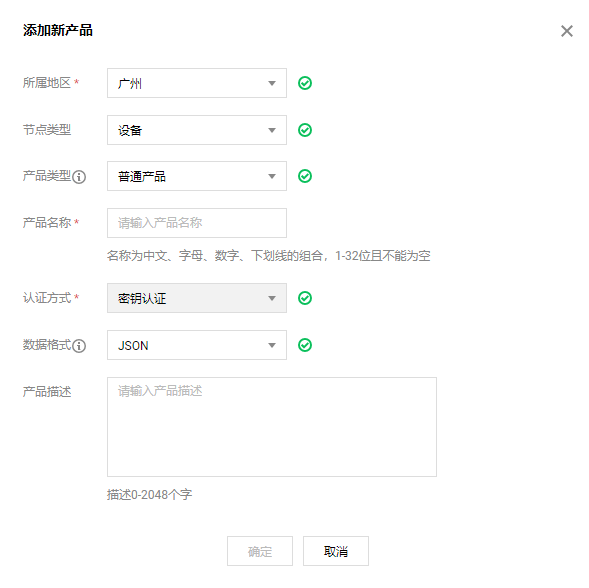 添加新产品
所属地区 * 广州
节点类型 设备
产品类型 普通产品
产品名称 * 请输入产品名称
名称为中文、字母、数字、下划线的组合，1-32位且不能为空
认证方式 * 密钥认证
数据格式 JSON
产品描述 请输入产品描述
描述0-2048个字
确定 取消